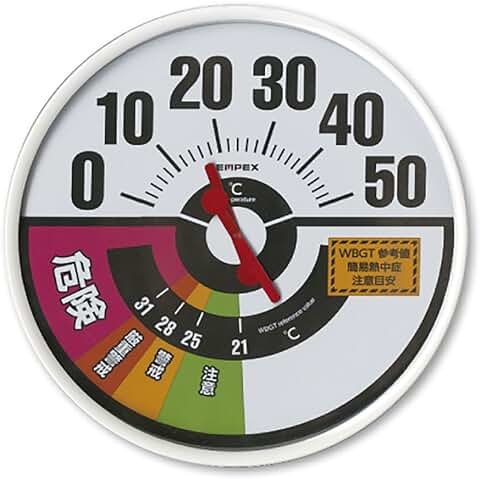 0 10 20 30 40 50
EMPEX
℃
WBGT 参考値
簡易熱中症
注意目安
危険
厳重警戒
警戒
注意
31 28 25 21
WBGT reference value
℃